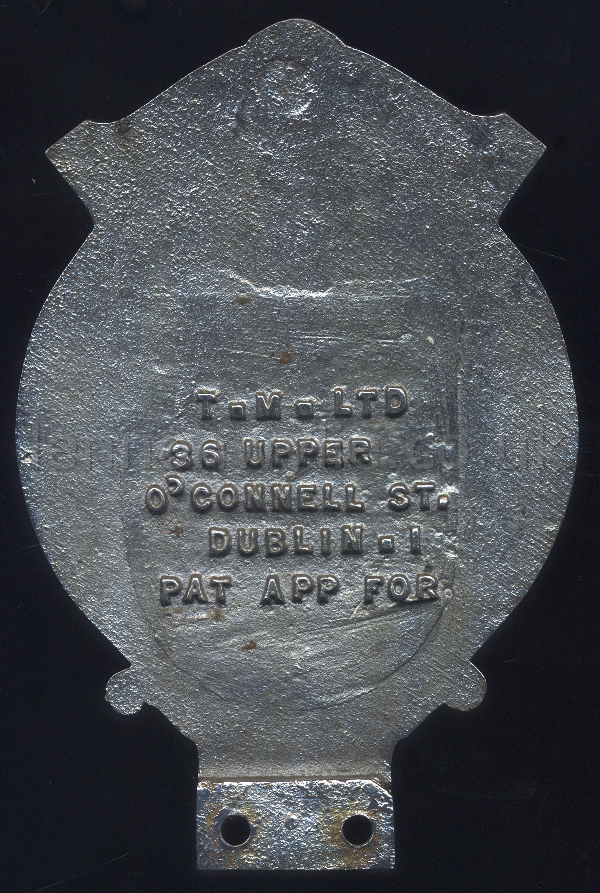 T.M.LTD
36 UPPER
O'CONNELL ST.
DUBLIN.1
PAT APP FOR.